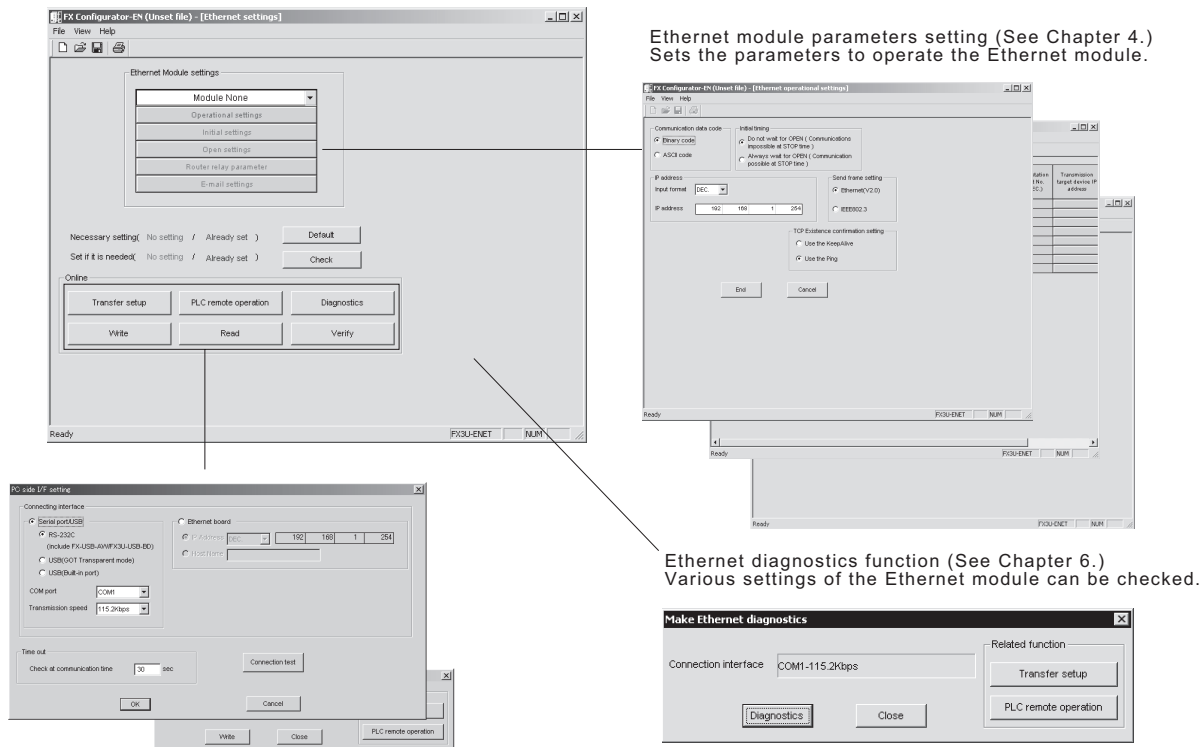 FX Configurator-EN (Unset file) - [Ethernet settings]
File View Help
Ethernet Module settings
Module None
Operational settings
Initial settings
Open settings
Router relay parameter
E-mail settings
Necessary setting( No setting / Already set )
Default
Set if it is needed( No setting / Already set )
Check
Online
Transfer setup
PLC remote operation
Diagnostics
Write
Read
Verify
Ready
FX3U-ENET
NUM
Ethernet module parameters setting (See Chapter 4.)
Sets the parameters to operate the Ethernet module.
FX Configurator-EN (Unset file) - [Ethernet operational settings]
File View Help
Communication data code
Binary code
ASCII code
Initial timing
Do not wait for OPEN ( Communications
impossible at STOP time )
Always wait for OPEN ( Communication
possible at STOP time )
IP address
Input format DEC.
IP address 192 168 1 254
Send frame setting
Ethernet(V2.0)
IEEE802.3
TCP Existence confirmation setting
Use the KeepAlive
Use the Ping
End
Cancel
Ready
FX3U-ENET
NUM
Transmission
target device IP
address
Ready
FX3U-ENET
NUM
Ready
FX3U-ENET
NUM
PC side I/F setting
Connecting interface
Serial port/USB
RS-232C
(include FX-USB-AW/FX3U-USB-BD)
USB(GOT Transparent mode)
USB(Built-in port)
COM port COM1
Transmission speed 115.2Kbps
Ethernet board
IP Address DEC. 192 168 1 254
Host Name
Time out
Check at communication time 30 sec
Connection test
OK
Cancel
Write
Close
PLC remote operation
Ethernet diagnostics function (See Chapter 6.)
Various settings of the Ethernet module can be checked.
Make Ethernet diagnostics
Connection interface COM1-115.2Kbps
Related function
Transfer setup
PLC remote operation
Diagnostics
Close